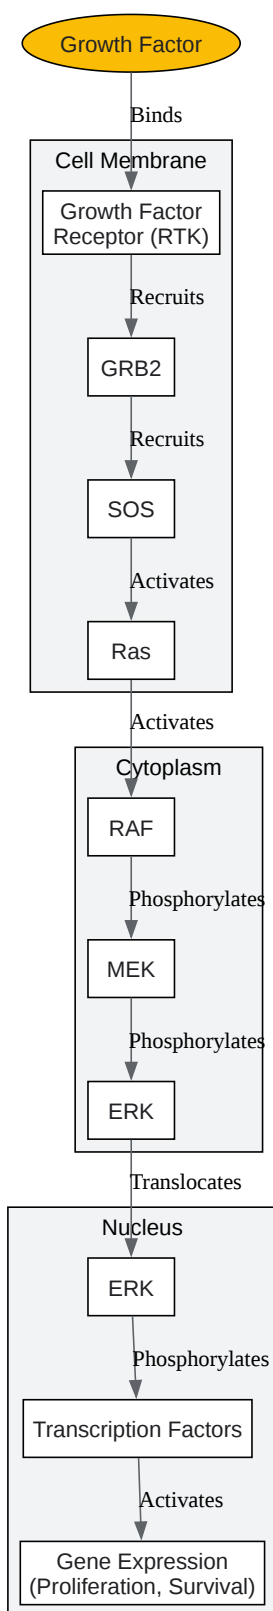 Growth Factor
Binds
Cell Membrane
Growth Factor
Receptor (RTK)
Recruits
GRB2
Recruits
SOS
Activates
Ras
Activates
Cytoplasm
RAF
Phosphorylates
MEK
Phosphorylates
ERK
Translocates
Nucleus
ERK
Phosphorylates
Transcription Factors
Activates
Gene Expression
(Proliferation, Survival)